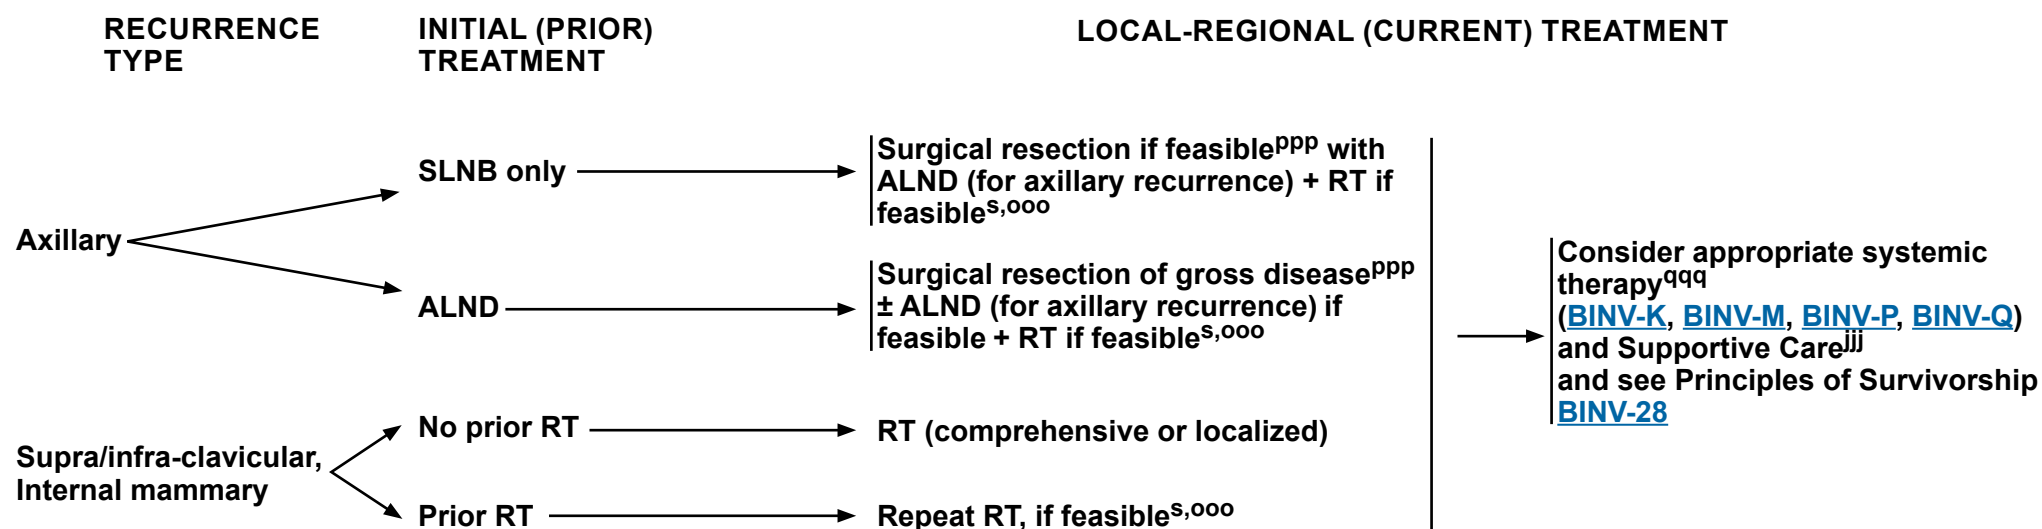 RECURRENCE
TYPE
INITIAL (PRIOR)
TREATMENT
LOCAL-REGIONAL (CURRENT) TREATMENT
Axillary
SLNB only
Surgical resection if feasibleppp with
ALND (for axillary recurrence) + RT if
feasibles,ooo
ALND
Surgical resection of gross diseaseppp
± ALND (for axillary recurrence) if
feasible + RT if feasibles,ooo
Supra/infra-clavicular,
Internal mammary
No prior RT
RT (comprehensive or localized)
Prior RT
Repeat RT, if feasibles,ooo
Consider appropriate systemic
therapyqqq
(BINV-K, BINV-M, BINV-P, BINV-Q)
and Supportive Carejjj
and see Principles of Survivorship
BINV-28